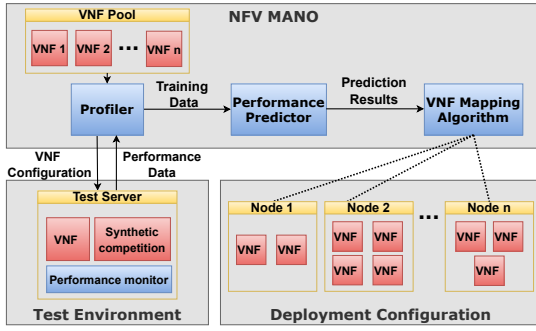 VNF Pool
NFV MANO
VNF 1
VNF 2
...
VNF n
Profiler
Training
Data
Performance
Predictor
Prediction
Results
VNF Mapping
Algorithm
VNF
Configuration
Performance
Data
Test Server
VNF
Synthetic
competition
Performance monitor
Test Environment
Node 1
VNF
VNF
Node 2
VNF
VNF
VNF
VNF
...
Node n
VNF
VNF
VNF
Deployment Configuration